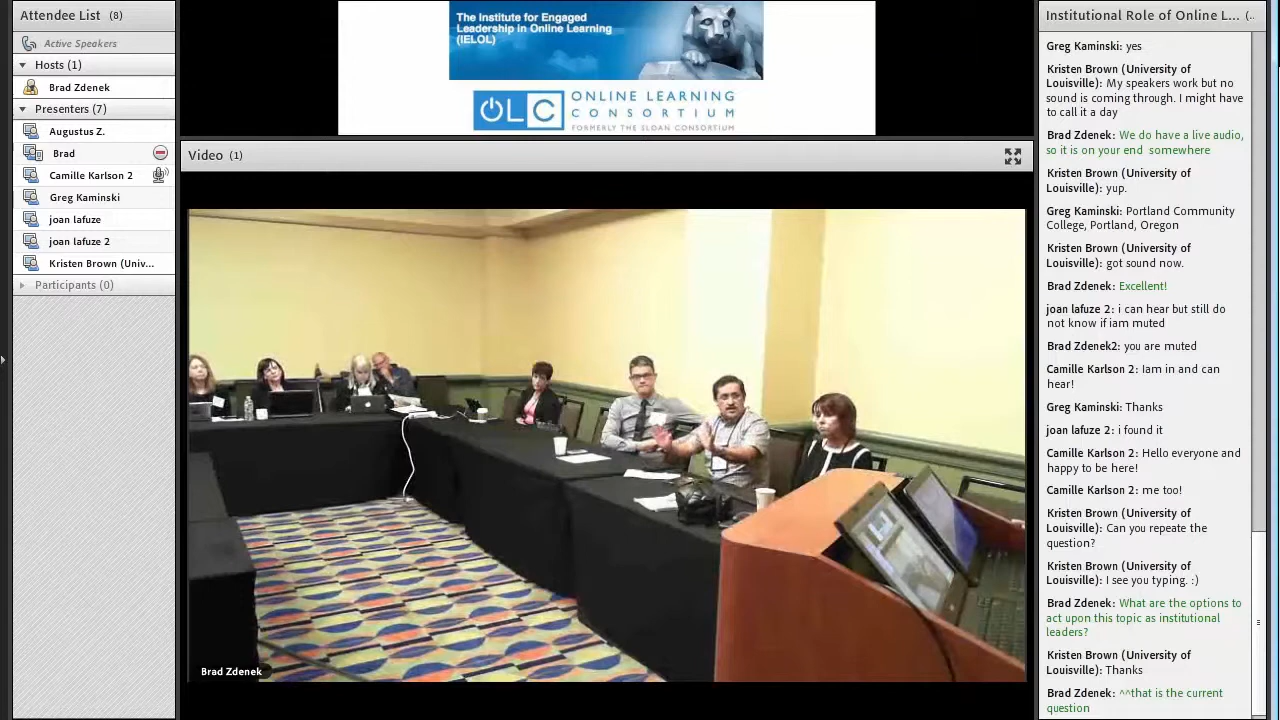 Attendee List (8)
Active Speakers
Hosts (1)
Brad Zdenek
Presenters (7)
Augustus Z.
Brad
Camille Karlson 2
Greg Kaminski
joan lafuze
joan lafuze 2
Kristen Brown (Univ...
Participants (0)
The Institute for Engaged
Leadership in Online Learning
(IELOL)
OLC
ONLINE LEARNING
CONSORTIUM
FORMERLY THE SLOAN CONSORTIUM
Video (1)
Brad Zdenek
Institutional Role of Online L... (..
Greg Kaminski: yes
Kristen Brown (University of
Louisville): My speakers work but no
sound is coming through. I might have
to call it a day
Brad Zdenek: We do have a live audio,
so it is on your end somewhere
Kristen Brown (University of
Louisville): yup.
Greg Kaminski: Portland Community
College, Portland, Oregon
Kristen Brown (University of
Louisville): got sound now.
Brad Zdenek: Excellent!
joan lafuze 2: i can hear but still do
not know if iam muted
Brad Zdenek2: you are muted
Camille Karlson 2: Iam in and can
hear!
Greg Kaminski: Thanks
joan lafuze 2: i found it
Camille Karlson 2: Hello everyone and
happy to be here!
Camille Karlson 2: me too!
Kristen Brown (University of
Louisville): Can you repeat the
question?
Kristen Brown (University of
Louisville): I see you typing. :)
Brad Zdenek: What are the options to
act upon this topic as institutional
leaders?
Kristen Brown (University of
Louisville): Thanks
Brad Zdenek: ^^that is the current
question